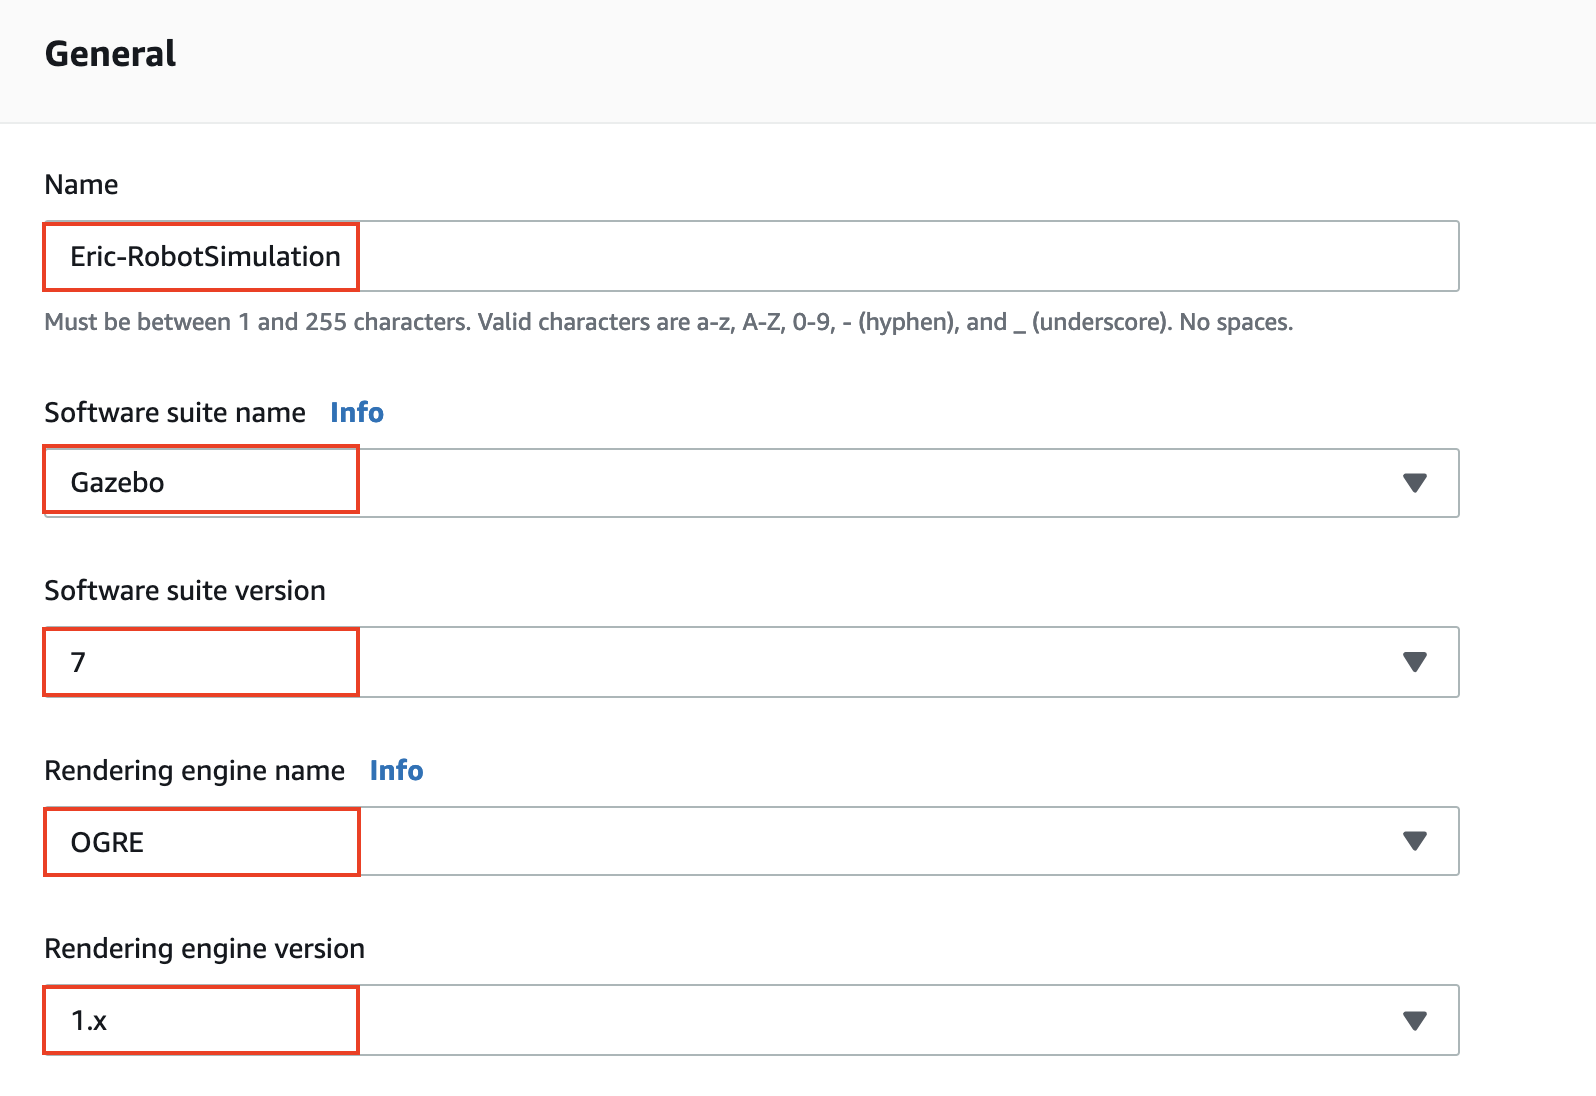 General
Name
Eric-RobotSimulation
Must be between 1 and 255 characters. Valid characters are a-z, A-Z, 0-9, - (hyphen), and _ (underscore). No spaces.
Software suite name Info
Gazebo
Software suite version
7
Rendering engine name Info
OGRE
Rendering engine version
1.x